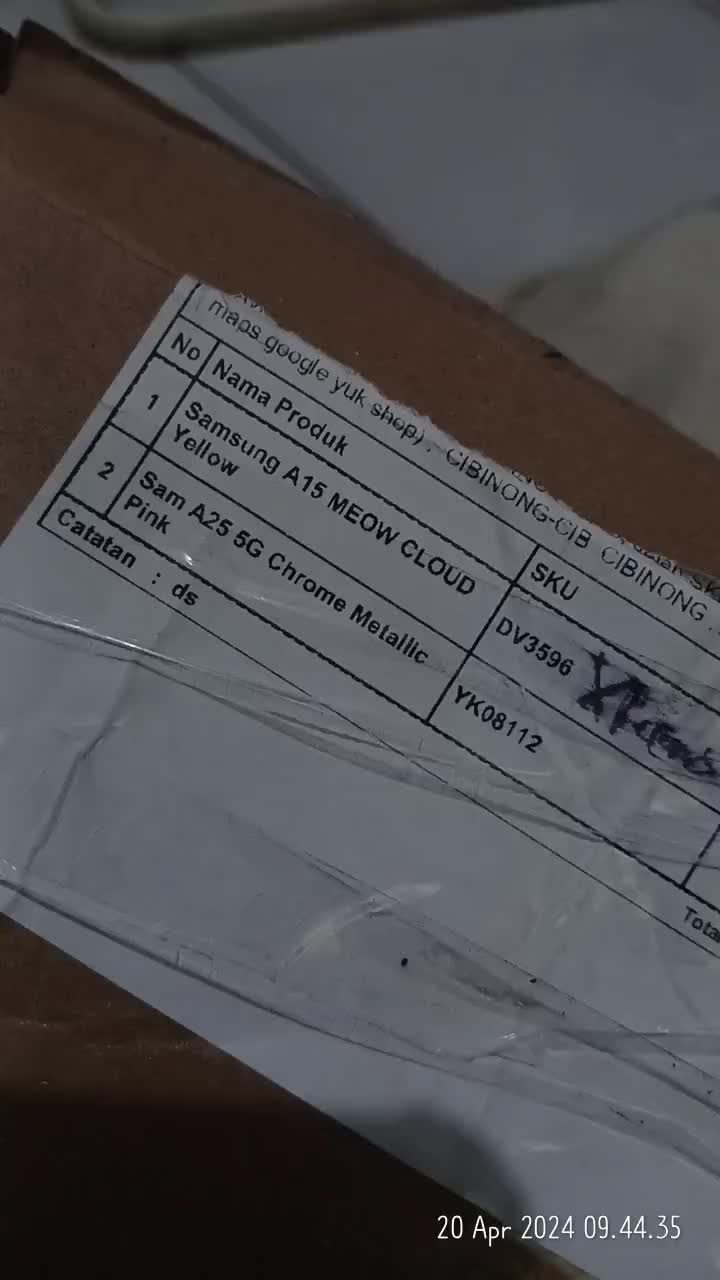 maps google yuk shop) , CIBINONG-CIB CIBINONG
No Nama Produk SKU
1 Samsung A15 MEOW CLOUD DV3596
Yellow
2 Sam A25 5G Chrome Metallic YK08112
Pink
Catatan : ds
Tota
20 Apr 2024 09.44.35